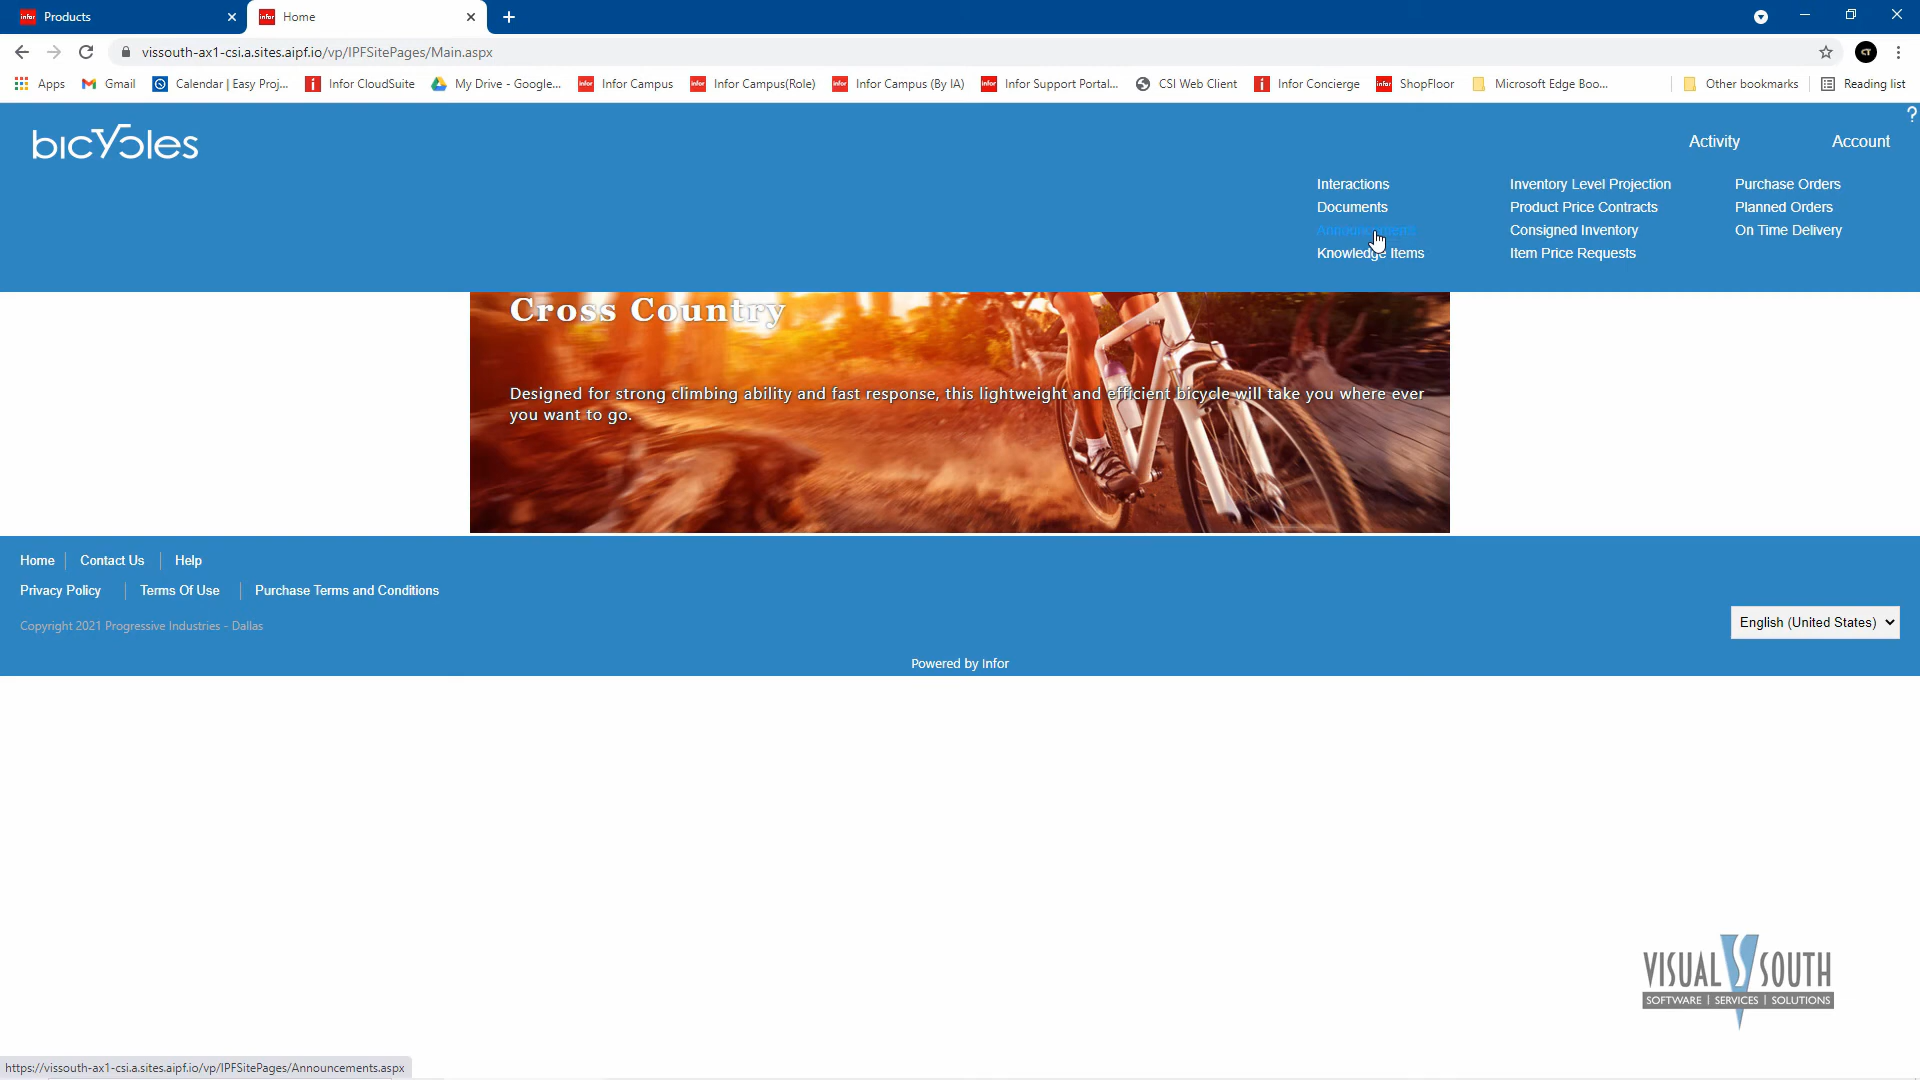 Products
Home
vissouth-ax1-csi.a.sites.aipf.io/vp/IPFSitePages/Main.aspx
CT
Apps
Gmail
Calendar | Easy Proj...
Infor CloudSuite
My Drive - Google...
Infor Campus
Infor Campus(Role)
Infor Campus (By IA)
Infor Support Portal...
CSI Web Client
Infor Concierge
ShopFloor
Microsoft Edge Boo...
Other bookmarks
Reading list
?
bicycles
Activity
Account
Interactions
Inventory Level Projection
Purchase Orders
Documents
Product Price Contracts
Planned Orders
Announcements
Consigned Inventory
On Time Delivery
Knowledge Items
Item Price Requests
Cross Country
Designed for strong climbing ability and fast response, this lightweight and efficient bicycle will take you where ever
you want to go.
Home
Contact Us
Help
Privacy Policy
Terms Of Use
Purchase Terms and Conditions
Copyright 2021 Progressive Industries - Dallas
English (United States)
Powered by Infor
VISUAL SOUTH
SOFTWARE | SERVICES | SOLUTIONS
https://vissouth-ax1-csi.a.sites.aipf.io/vp/IPFSitePages/Announcements.aspx